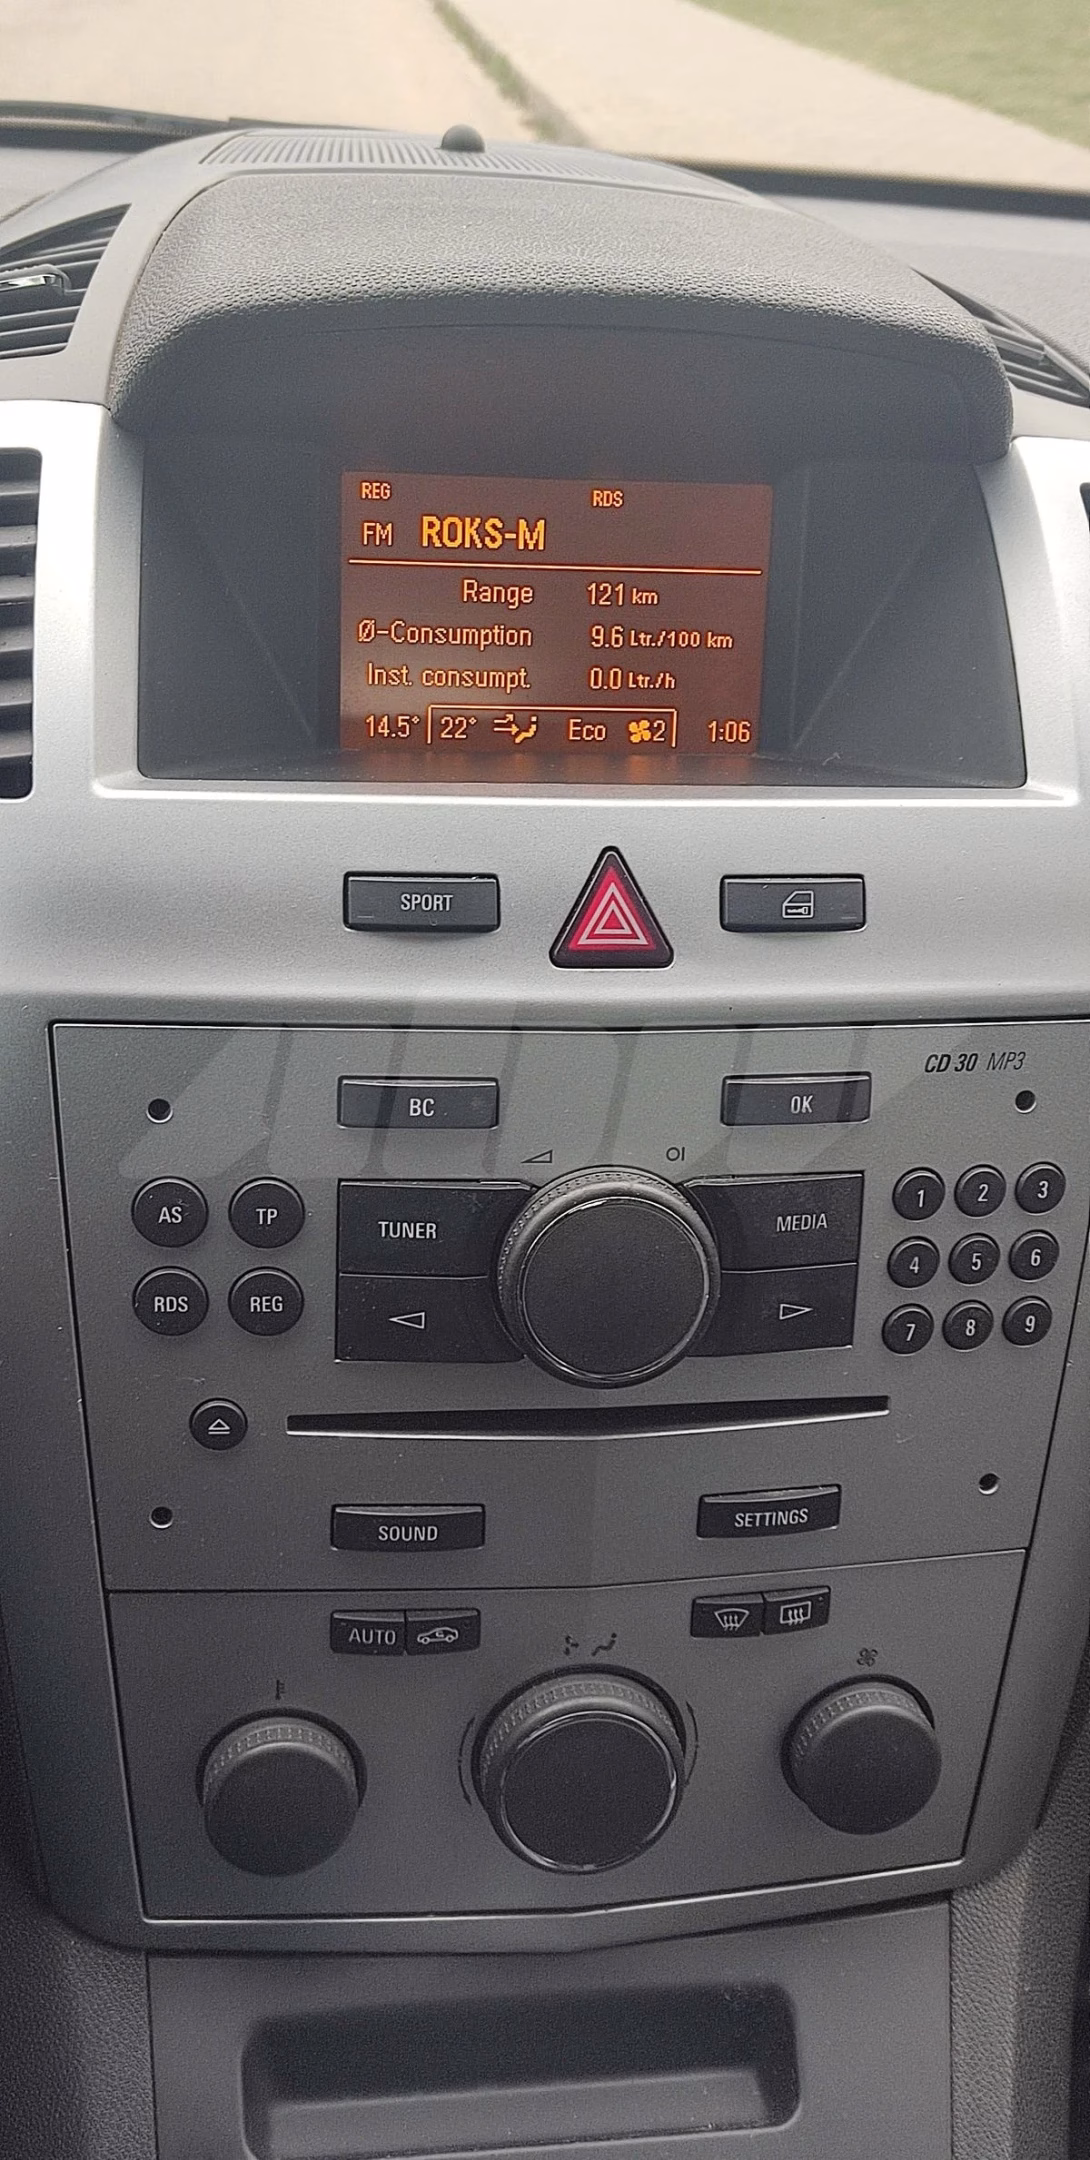 REG RDS
FM ROKS-M
Range 121 km
Ø-Consumption 9.6 Ltr./100 km
Inst. consumpt. 0.0 Ltr./h
14.5° 22° Eco 2 1:06
SPORT
CD 30 MP3
BC OK
AS TP TUNER MEDIA 1 2 3
4 5 6
RDS REG 7 8 9
SOUND SETTINGS
AUTO